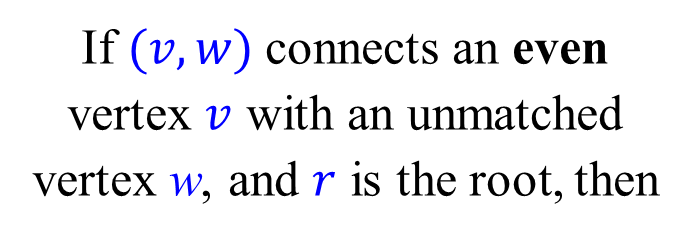 If (v, w) connects an even
vertex v with an unmatched
vertex w, and r is the root, then